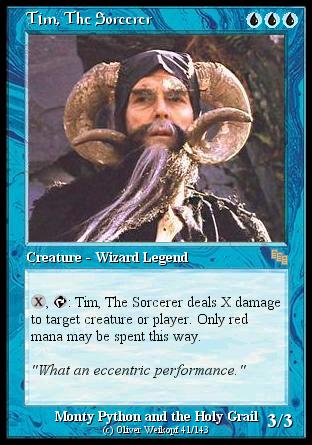 Tim, The Sorcerer
Creature - Wizard Legend
X, : Tim, The Sorcerer deals X damage
to target creature or player. Only red
mana may be spent this way.
"What an eccentric performance."
Monty Python and the Holy Grail
(c) Oliver Weikopf 41/143
3/3